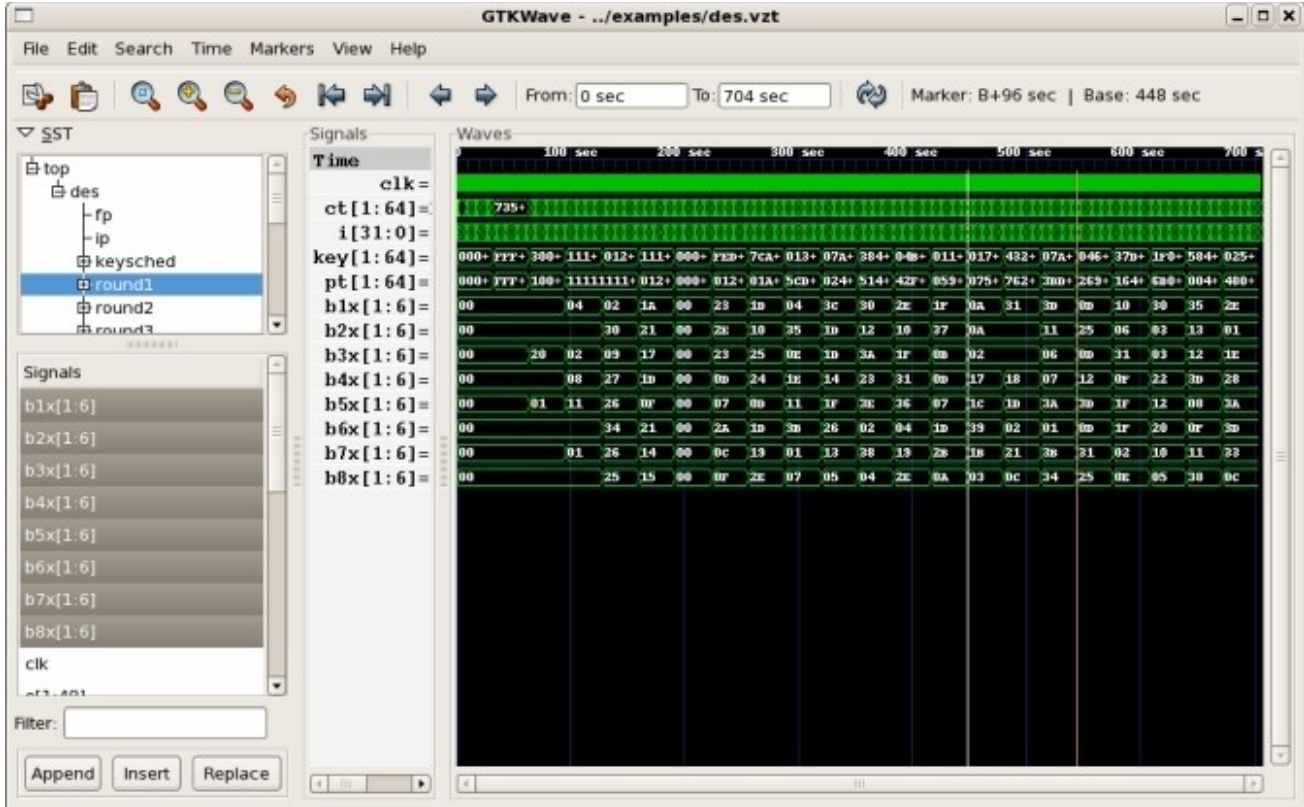 GTKWave - ../examples/des.vzt
File Edit Search Time Markers View Help
From: 0 sec To: 704 sec Marker: B+96 sec | Base: 448 sec
SST
top
des
fp
ip
keysched
round1
round2
round3
Signals
b1x[1:6]
b2x[1:6]
b3x[1:6]
b4x[1:6]
b5x[1:6]
b6x[1:6]
b7x[1:6]
b8x[1:6]
clk
Filter:
Append Insert Replace
Signals
Time
clk=
ct[1:64]=
i[31:0]=
key[1:64]=
pt[1:64]=
b1x[1:6]=
b2x[1:6]=
b3x[1:6]=
b4x[1:6]=
b5x[1:6]=
b6x[1:6]=
b7x[1:6]=
b8x[1:6]=
Waves
100 sec 200 sec 300 sec 400 sec 500 sec 600 sec 700 s
735+
000+ FFF+ 300+ 111+ 012+ 111+ 000+ FED+ 7CA+ 013+ 07A+ 384+ 04B+ 011+ 017+ 432+ 07A+ 046+ 37D+ 1F0+ 584+ 025+
000+ FFF+ 100+ 11111111+ 012+ 000+ 012+ 01A+ 5CD+ 024+ 514+ 42F+ 059+ 075+ 762+ 269+ 164+ 004+ 480+
00 04 02 1A 00 23 1D 04 3C 30 2E 1F 0A 31 3D 0D 10 30 35 2E
00 30 21 00 2E 10 35 1D 12 10 37 0A 11 25 06 03 13 01
00 20 02 09 17 00 23 25 0E 1D 3A 1F 0B 02 06 0D 31 03 12 1E
00 08 27 1D 00 0D 24 1E 14 23 31 0D 17 18 07 12 0F 22 3D 28
00 01 11 26 0F 00 07 0D 11 1F 3E 36 07 1C 1D 3A 3D 1F 12 08 3A
00 34 21 00 2A 1D 3B 26 02 04 1D 39 02 01 0D 1F 20 0F 3D
00 01 26 14 00 0C 19 01 13 38 19 2B 1B 21 3B 31 02 10 11 33
00 25 15 00 0F 2E 07 05 04 2E 0A 03 0C 34 25 0E 05 38 0C